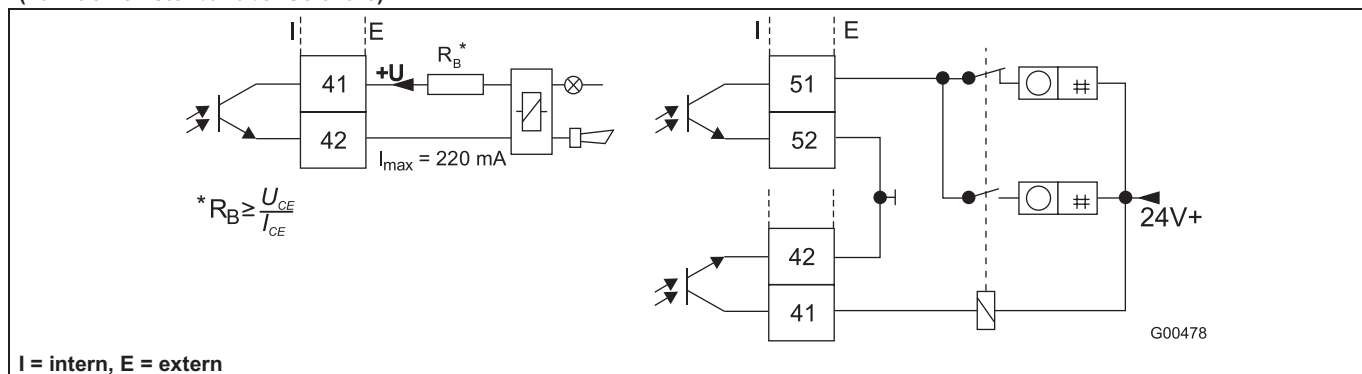 I E
41 +U R_B*
42
I_max = 220 mA
*R_B ≥ U_CE / I_CE
I E
51 #
52
#
24V+
42
41
G00478
I = intern, E = extern